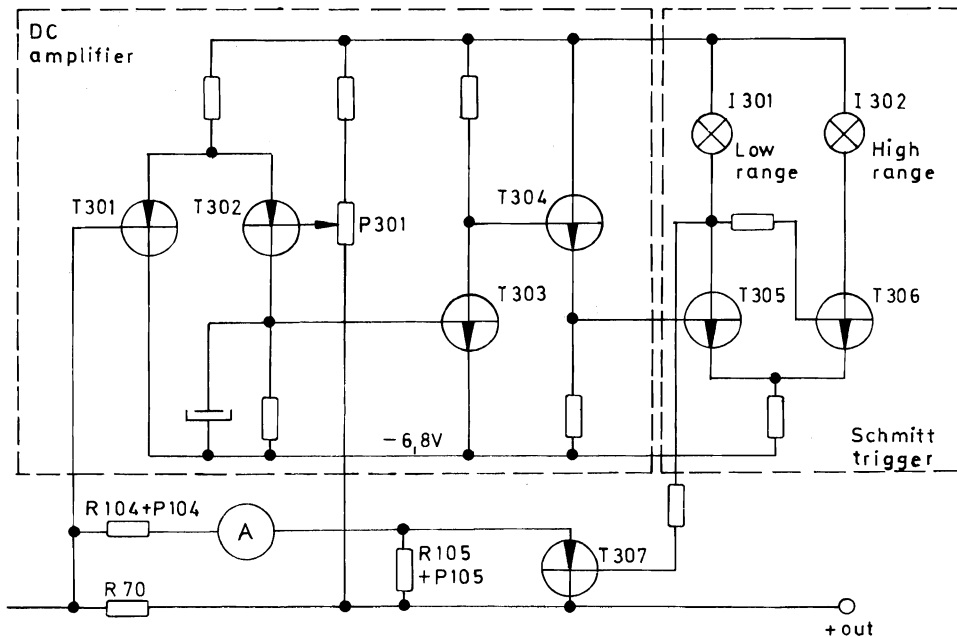 DC
amplifier
I 301
I 302
Low
range
High
range
T301
T302
P301
T304
T303
T305
T306
−6,8V
Schmitt
trigger
R104+P104
A
R105
+P105
T307
R70
+out